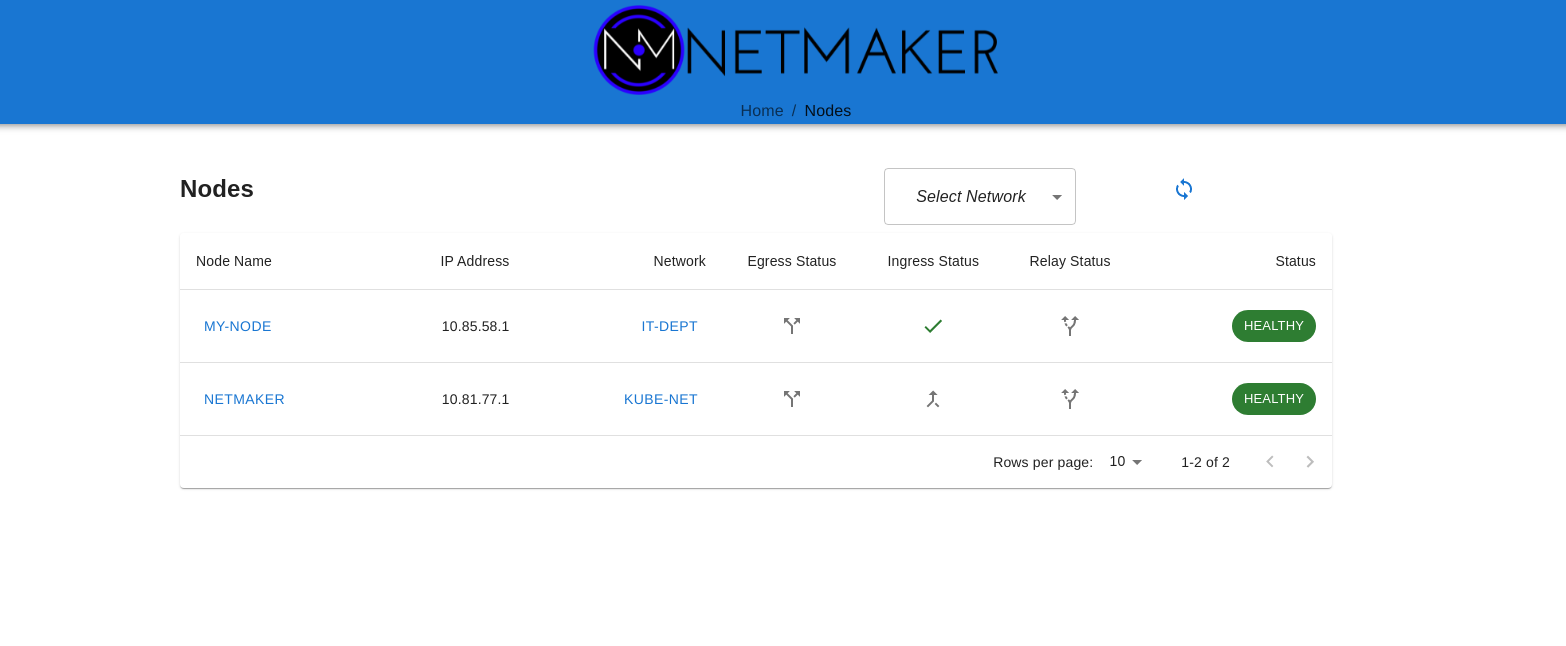 NM NETMAKER
Home / Nodes
Nodes
Select Network
Node Name IP Address Network Egress Status Ingress Status Relay Status Status
MY-NODE 10.85.58.1 IT-DEPT HEALTHY
NETMAKER 10.81.77.1 KUBE-NET HEALTHY
Rows per page: 10 1-2 of 2